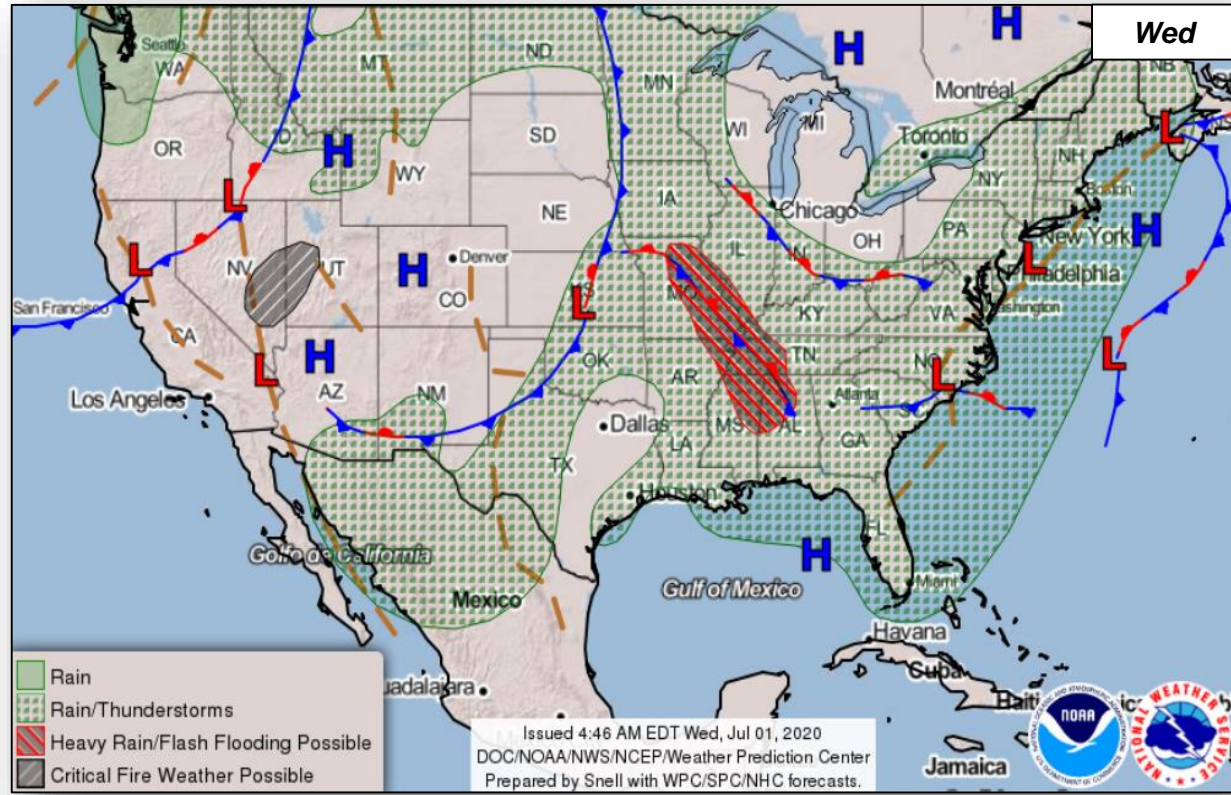 Wed
Seattle
WA
MT
ND
MN
H
H
NB
Montréal
OR
ID
H
SD
WI
MI
Toronto
NH
L
WY
IA
NY
Boston
L
NE
Chicago
PA
H
New York
L
NV
UT
H
Denver
IL
IN
OH
L
Philadelphia
San Francisco
CO
KS
L
MO
KY
VA
Washington
CA
H
OK
TN
NC
L
L
L
Los Angeles
AZ
NM
AR
Atlanta
SC
Dallas
MS
AL
GA
LA
TX
Houston
FL
Golfo de California
H
Mexico
Gulf of Mexico
Miami
Havana
Cuba
Rain
Rain/Thunderstorms
Heavy Rain/Flash Flooding Possible
Critical Fire Weather Possible
Issued 4:46 AM EDT Wed, Jul 01, 2020
DOC/NOAA/NWS/NCEP/Weather Prediction Center
Prepared by Snell with WPC/SPC/NHC forecasts.
NOAA
NATIONAL WEATHER SERVICE
Jamaica